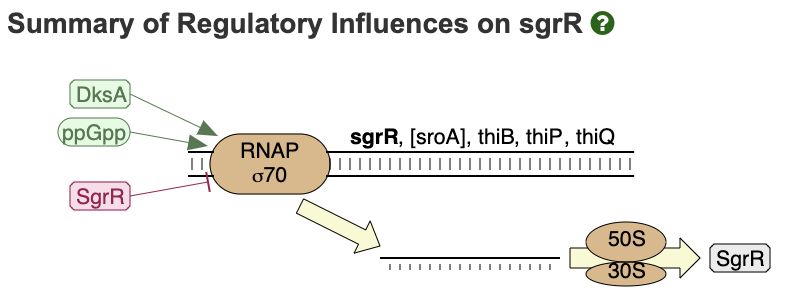 Summary of Regulatory Influences on sgrR ?
DksA
ppGpp
SgrR
RNAP
σ70
sgrR, [sroA], thiB, thiP, thiQ
50S
30S
SgrR